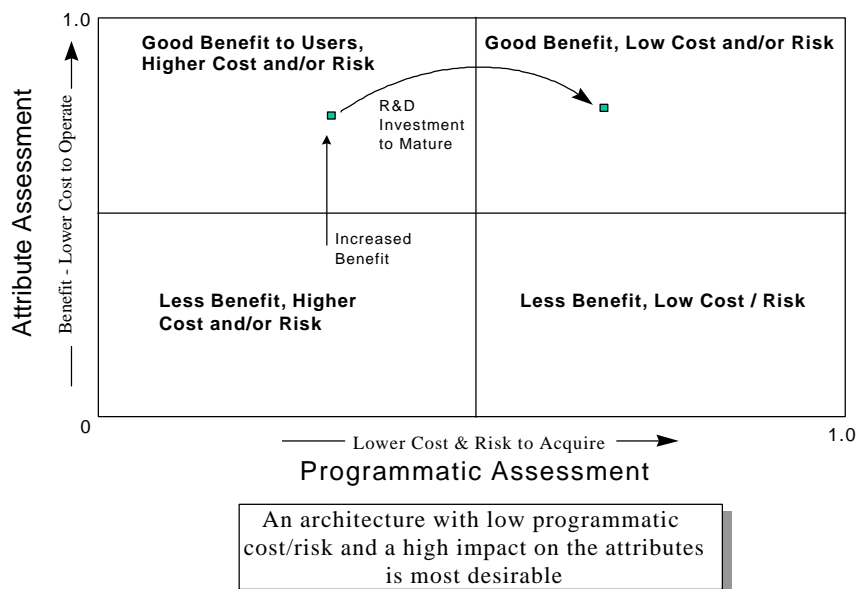 1.0
Good Benefit to Users,
Higher Cost and/or Risk
Good Benefit, Low Cost and/or Risk
R&D
Investment
to Mature
Attribute Assessment
Benefit - Lower Cost to Operate
Increased
Benefit
Less Benefit, Higher
Cost and/or Risk
Less Benefit, Low Cost / Risk
0
1.0
Lower Cost & Risk to Acquire
Programmatic Assessment
An architecture with low programmatic
cost/risk and a high impact on the attributes
is most desirable